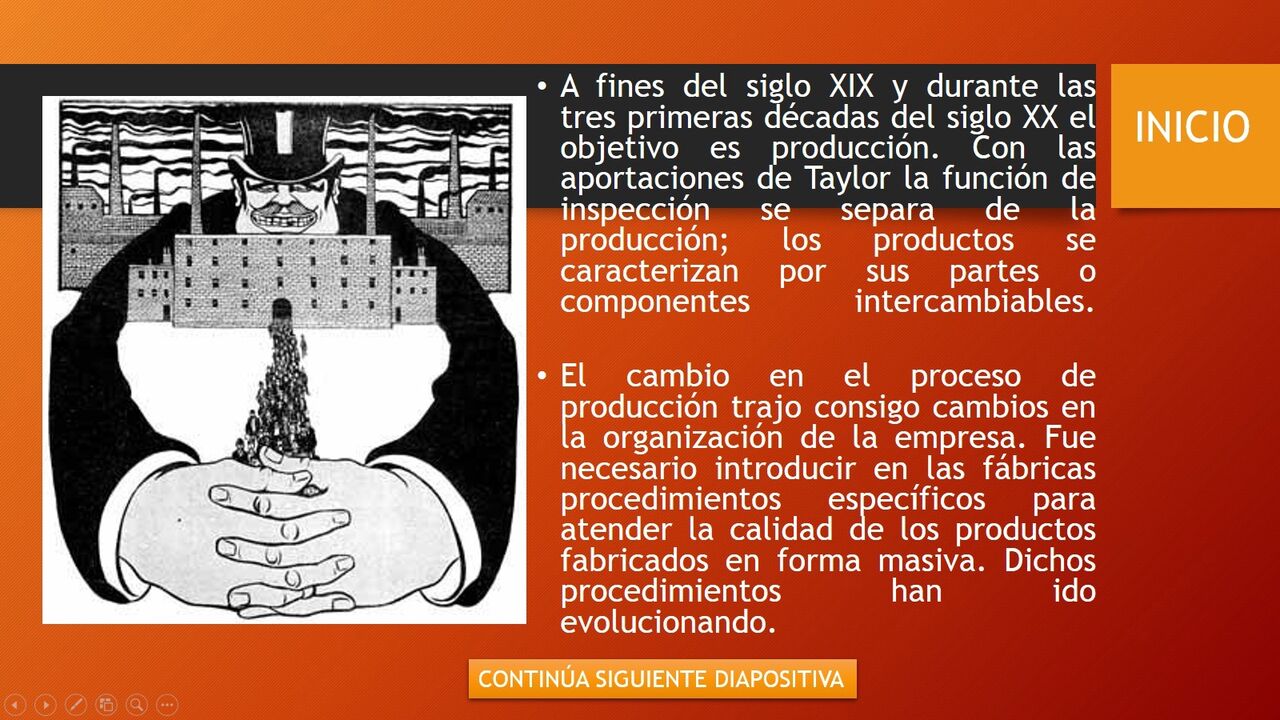 • A fines del siglo XIX y durante las
tres primeras décadas del siglo XX el
objetivo es producción. Con las
aportaciones de Taylor la función de
inspección se separa de la
producción; los productos se
caracterizan por sus partes o
componentes intercambiables.
• El cambio en el proceso de
producción trajo consigo cambios en
la organización de la empresa. Fue
necesario introducir en las fábricas
procedimientos específicos para
atender la calidad de los productos
fabricados en forma masiva. Dichos
procedimientos han ido
evolucionando.
INICIO
CONTINÚA SIGUIENTE DIAPOSITIVA